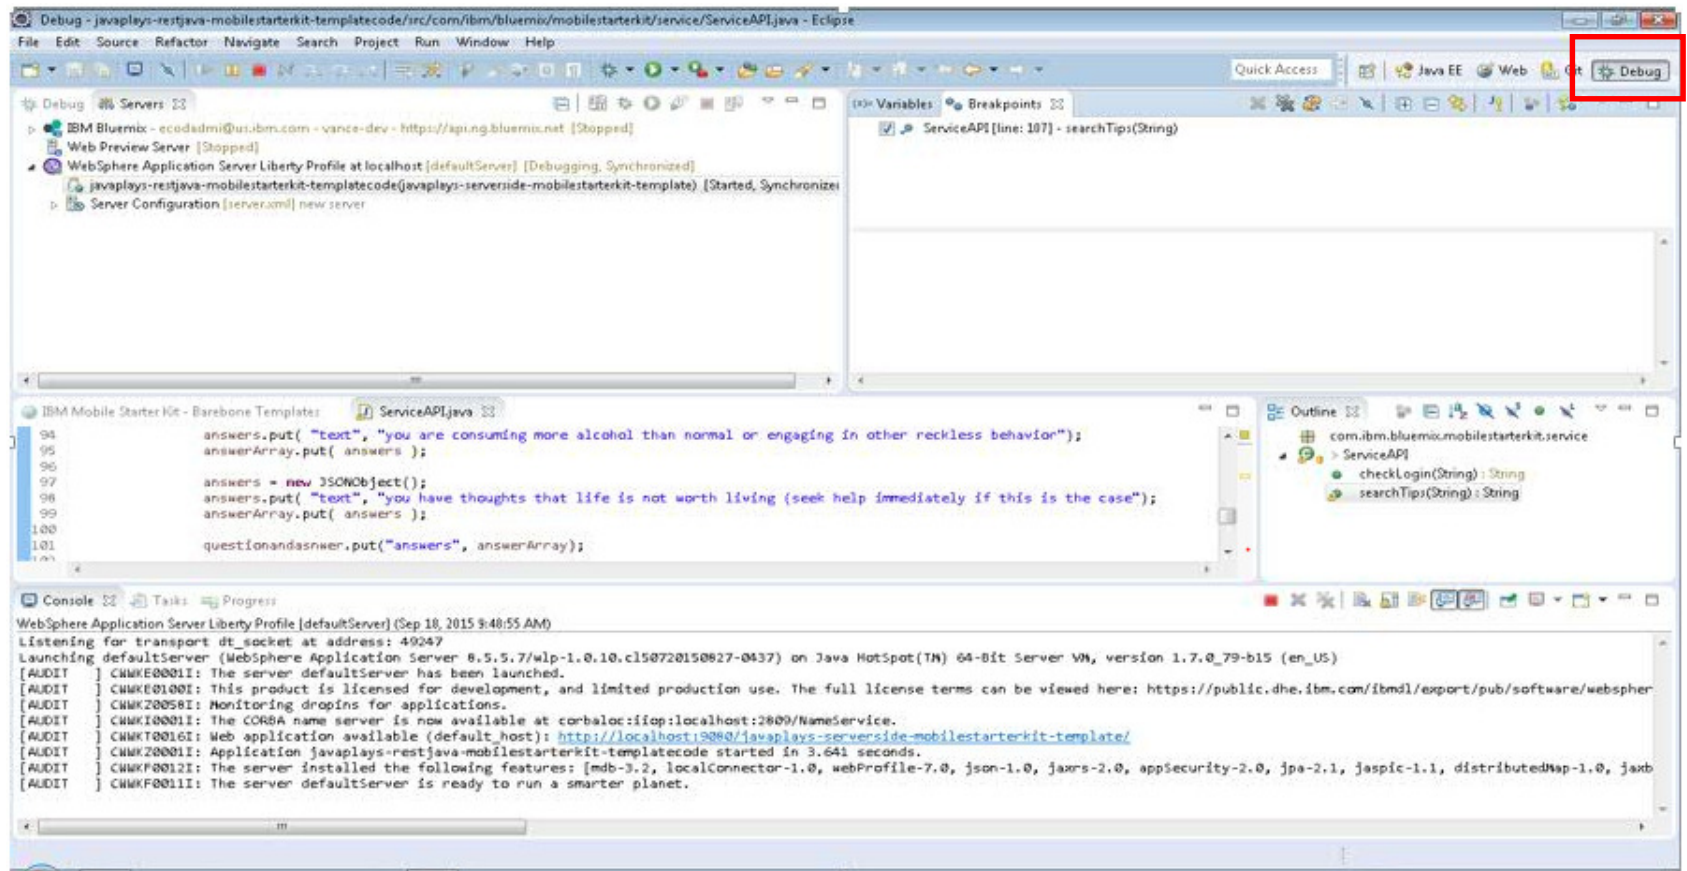 Debug - javaplays-restjava-mobilestarterkit-templatecode/src/com/ibm/bluemix/mobilestarterkit/service/ServiceAPI.java - Eclipse
File Edit Source Refactor Navigate Search Project Run Window Help
Quick Access Java EE Web Git Debug
Debug Servers
IBM Bluemix - ecodadmi@us.ibm.com - vance-dev - https://api.ng.bluemix.net [Stopped]
Web Preview Server [Stopped]
WebSphere Application Server Liberty Profile at localhost [defaultServer] [Debugging, Synchronized]
javaplays-restjava-mobilestarterkit-templatecode(javaplays-serverside-mobilestarterkit-template) [Started, Synchronized
Server Configuration [server.xml] new server
Variables Breakpoints
ServiceAPI [line: 107] - searchTips(String)
IBM Mobile Starter Kit - Barebone Templates ServiceAPI.java
94 answers.put( "text", "you are consuming more alcohol than normal or engaging in other reckless behavior");
95 answerArray.put( answers );
96
97 answers = new JSONObject();
98 answers.put( "text", "you have thoughts that life is not worth living (seek help immediately if this is the case");
99 answerArray.put( answers );
100
101 questionandasnwer.put("answers", answerArray);
Outline
com.ibm.bluemix.mobilestarterkit.service
> ServiceAPI
checkLogin(String) : String
searchTips(String) : String
Console Tasks Progress
WebSphere Application Server Liberty Profile [defaultServer] (Sep 18, 2015 9:48:55 AM)
Listening for transport dt_socket at address: 49247
Launching defaultServer (WebSphere Application Server 8.5.5.7/wlp-1.0.10.cl50720150827-0437) on Java HotSpot(TM) 64-Bit Server VM, version 1.7.0_79-b15 (en_US)
[AUDIT ] CWWKE0001I: The server defaultServer has been launched.
[AUDIT ] CWWKE0100I: This product is licensed for development, and limited production use. The full license terms can be viewed here: https://public.dhe.ibm.com/ibmdl/export/pub/software/webspher
[AUDIT ] CWWKZ0058I: Monitoring dropins for applications.
[AUDIT ] CWWKI0001I: The CORBA name server is now available at corbaloc:iiop:localhost:2809/NameService.
[AUDIT ] CWWKT0016I: Web application available (default_host): http://localhost:9080/javaplays-serverside-mobilestarterkit-template/
[AUDIT ] CWWKZ0001I: Application javaplays-restjava-mobilestarterkit-templatecode started in 3.641 seconds.
[AUDIT ] CWWKF0012I: The server installed the following features: [mdb-3.2, localConnector-1.0, webProfile-7.0, json-1.0, jaxrs-2.0, appSecurity-2.0, jpa-2.1, jaspic-1.1, distributedMap-1.0, jaxb
[AUDIT ] CWWKF0011I: The server defaultServer is ready to run a smarter planet.